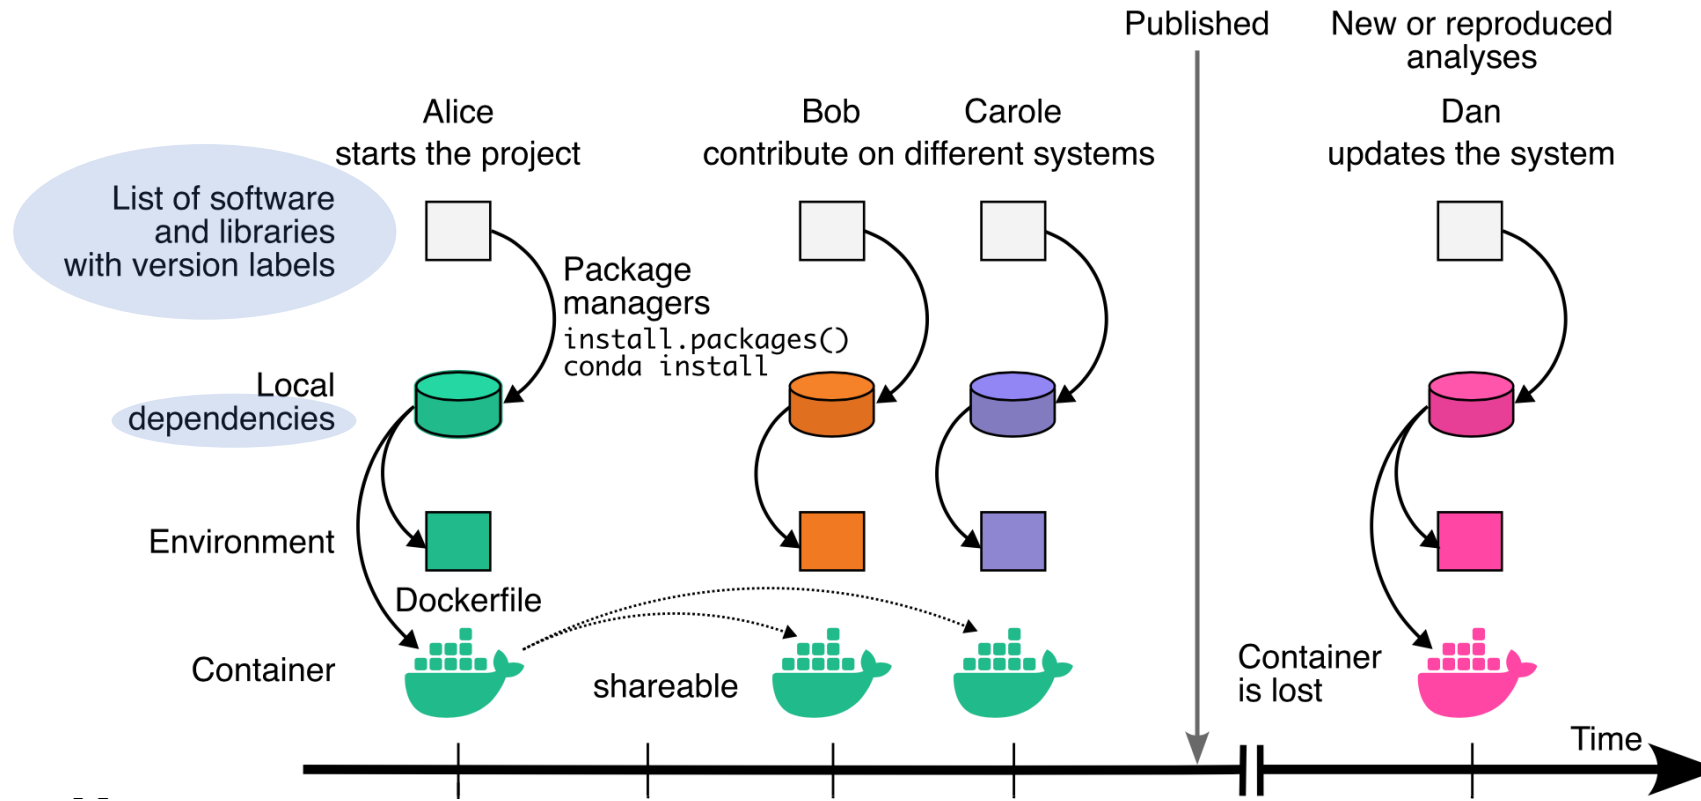 Published
New or reproduced
analyses
Alice
starts the project
Bob
Carole
contribute on different systems
Dan
updates the system
List of software
and libraries
with version labels
Package
managers
install.packages()
conda install
Local
dependencies
Environment
Dockerfile
Container
shareable
Container
is lost
Time